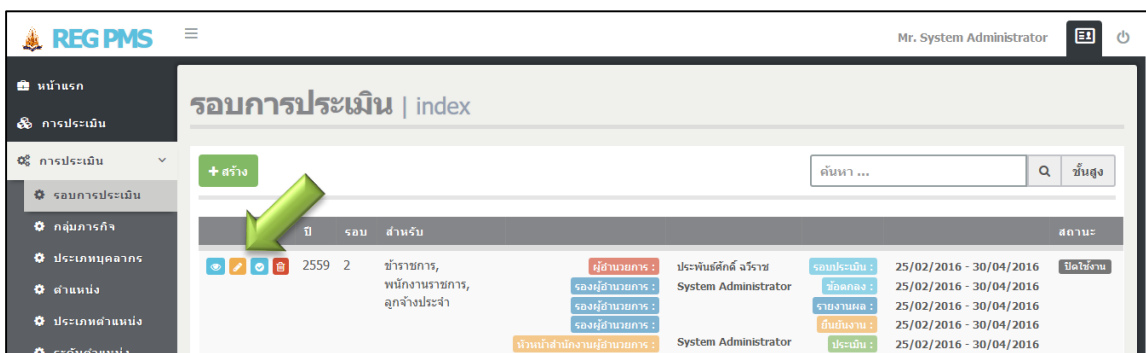 REG PMS
Mr. System Administrator
หน้าแรก
การประเมิน
การประเมิน
รอบการประเมิน
กลุ่มภารกิจ
ประเภทบุคลากร
ตำแหน่ง
ประเภทตำแหน่ง
ระดับตำแหน่ง
รอบการประเมิน | index
+ สร้าง
ค้นหา ...
ชั้นสูง
ปี รอบ สำหรับ สถานะ
2559 2 ข้าราชการ, ผู้อำนวยการ : ประพันธ์ศักดิ์ ฉวีราช รอบประเมิน : 25/02/2016 - 30/04/2016 ปิดใช้งาน
พนักงานราชการ, รองผู้อำนวยการ : System Administrator ข้อตกลง : 25/02/2016 - 30/04/2016
ลูกจ้างประจำ รองผู้อำนวยการ : รายงานผล : 25/02/2016 - 30/04/2016
รองผู้อำนวยการ : ยืนยันงาน : 25/02/2016 - 30/04/2016
หัวหน้าสำนักงานผู้อำนวยการ : System Administrator ประเมิน : 25/02/2016 - 30/04/2016